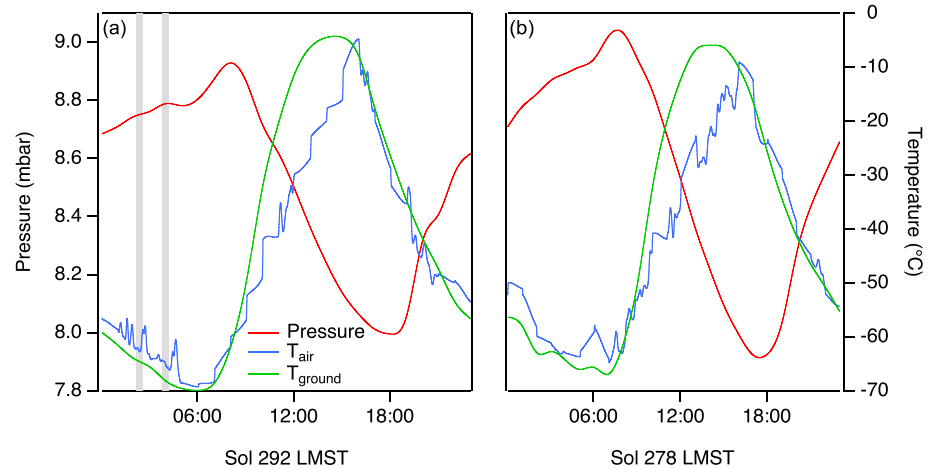 (a)
(b)
9.0
8.8
8.6
8.4
8.2
8.0
7.8
Pressure (mbar)
Pressure
T air
T ground
0
-10
-20
-30
-40
-50
-60
-70
Temperature (°C)
06:00 12:00 18:00
06:00 12:00 18:00
Sol 292 LMST
Sol 278 LMST